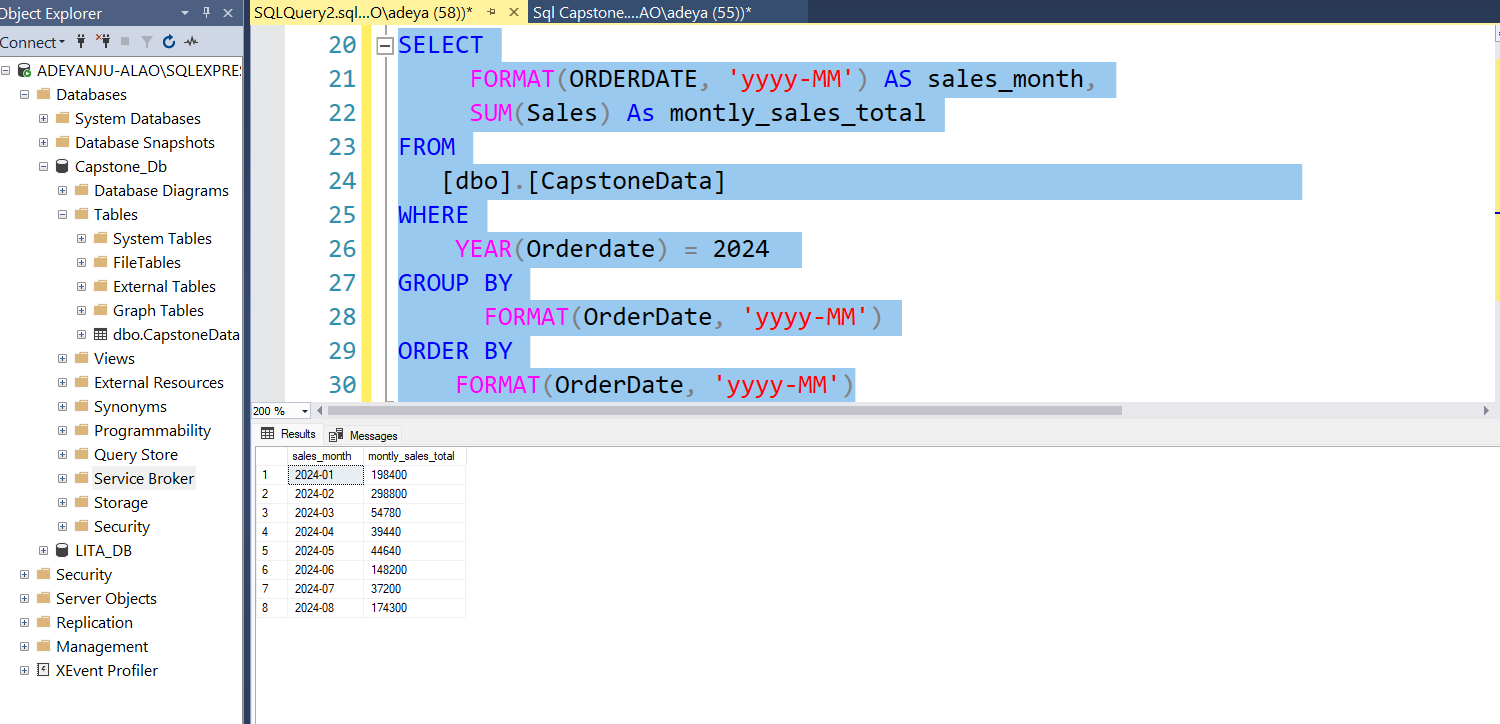 Object Explorer
Connect
ADEYANJU-ALAO\SQLEXPRE
Databases
System Databases
Database Snapshots
Capstone_Db
Database Diagrams
Tables
System Tables
FileTables
External Tables
Graph Tables
dbo.CapstoneData
Views
External Resources
Synonyms
Programmability
Query Store
Service Broker
Storage
Security
LITA_DB
Security
Server Objects
Replication
Management
XEvent Profiler
SQLQuery2.sql...O\adeya (58))*
Sql Capstone....AO\adeya (55))*
20 SELECT
21 FORMAT(ORDERDATE, 'yyyy-MM') AS sales_month,
22 SUM(Sales) As montly_sales_total
23 FROM
24 [dbo].[CapstoneData]
25 WHERE
26 YEAR(Orderdate) = 2024
27 GROUP BY
28 FORMAT(OrderDate, 'yyyy-MM')
29 ORDER BY
30 FORMAT(OrderDate, 'yyyy-MM')
200 %
Results Messages
sales_month montly_sales_total
1 2024-01 198400
2 2024-02 298800
3 2024-03 54780
4 2024-04 39440
5 2024-05 44640
6 2024-06 148200
7 2024-07 37200
8 2024-08 174300